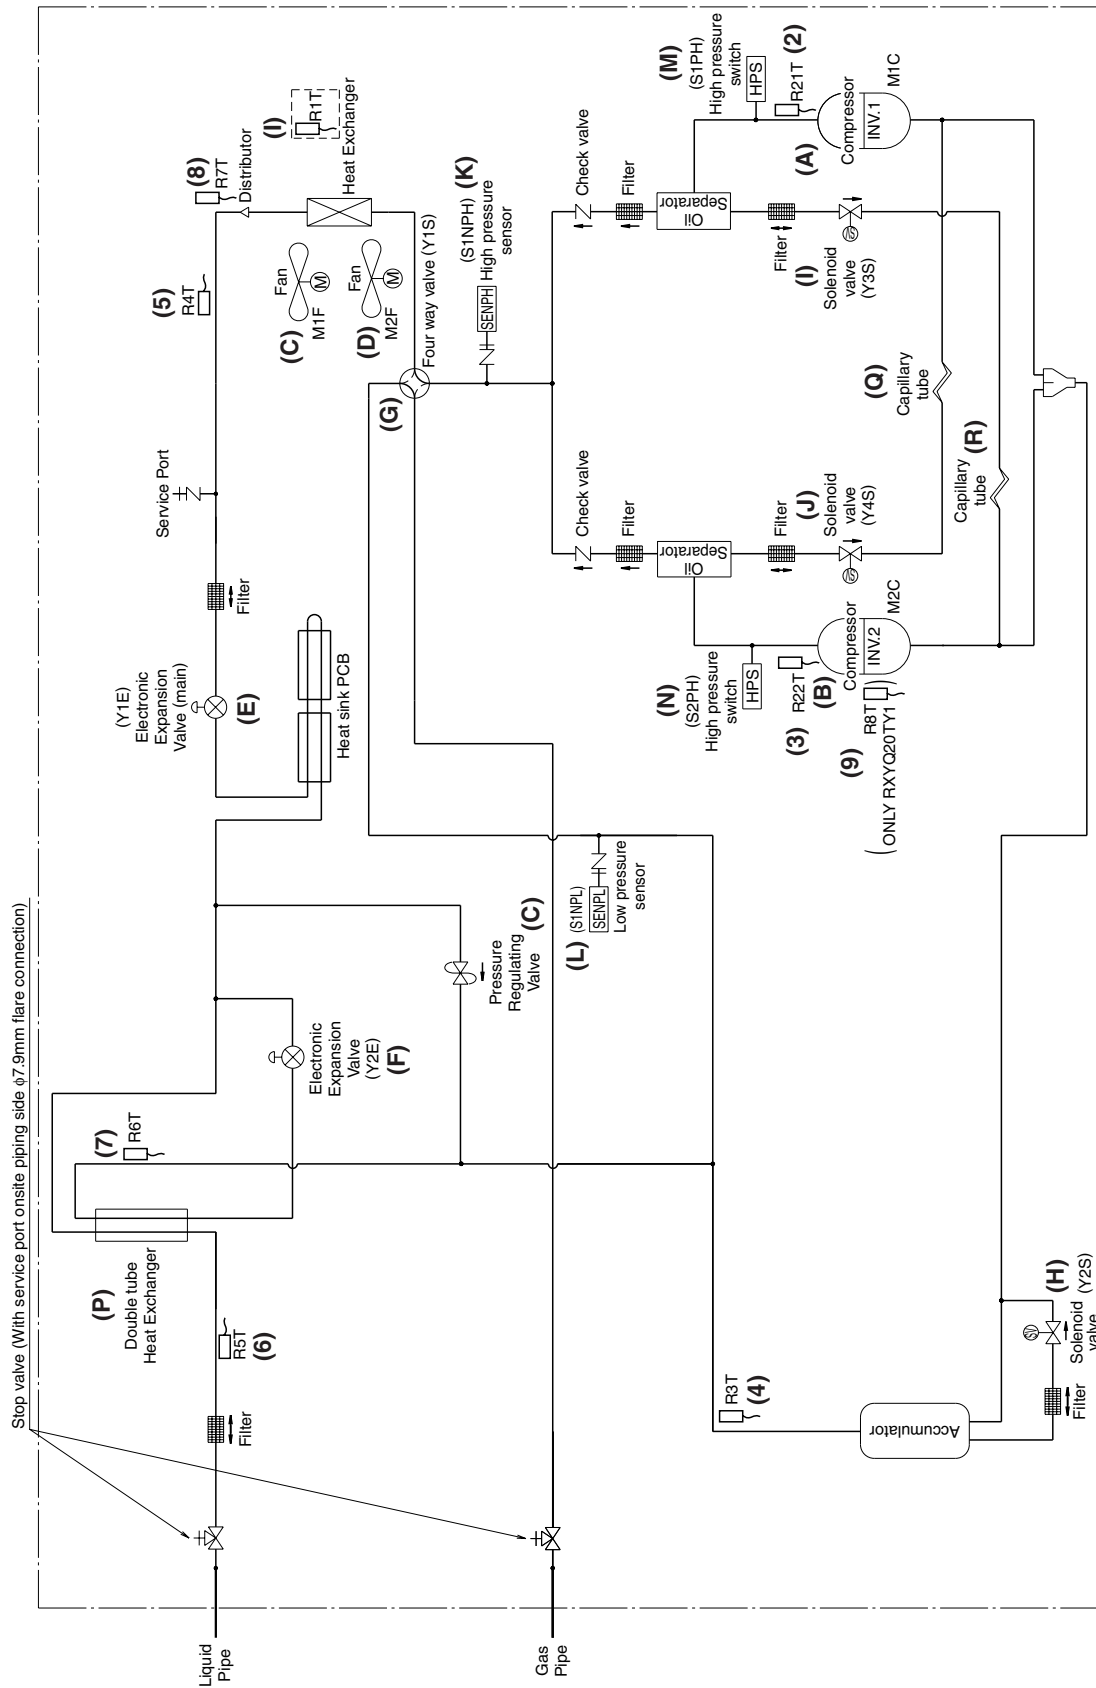 Stop valve (With service port onsite piping side φ7.9mm flare connection)
Liquid
Pipe
Gas
Pipe
Filter
R5T
(6)
(P)
Double tube
Heat Exchanger
(7)
R6T
Electronic
Expansion
Valve
(Y2E)
(F)
Pressure
Regulating
Valve
(C)
(L)
(S1NPL)
SENPL
Low pressure
sensor
(Y1E)
Electronic
Expansion
Valve (main)
(E)
Heat sink PCB
Filter
Service Port
(5)
R4T
(8)
R7T
Distributor
(I)
R1T
Heat Exchanger
Fan
M
(C)
M1F
Fan
M
(D)
M2F
Four way valve (Y1S)
(G)
(K)
(S1NPH)
High pressure
sensor
SENPH
Check valve
Filter
Oil
Separator
Filter
(I)
Solenoid
valve
(Y3S)
SV
(M)
(S1PH)
High pressure
switch
HPS
R21T
(2)
(A)
Compressor
INV.1
M1C
Check valve
Filter
Oil
Separator
Filter
(J)
Solenoid
valve
(Y4S)
SV
(N)
(S2PH)
High pressure
switch
HPS
(3)
R22T
(B)
Compressor
INV.2
M2C
(9)
R8T
(ONLY RXYQ20TY1)
(Q)
Capillary
tube
(R)
Capillary
tube
R3T
(4)
Accumulator
SV
(H)
(Y2S)
Solenoid
valve
Filter